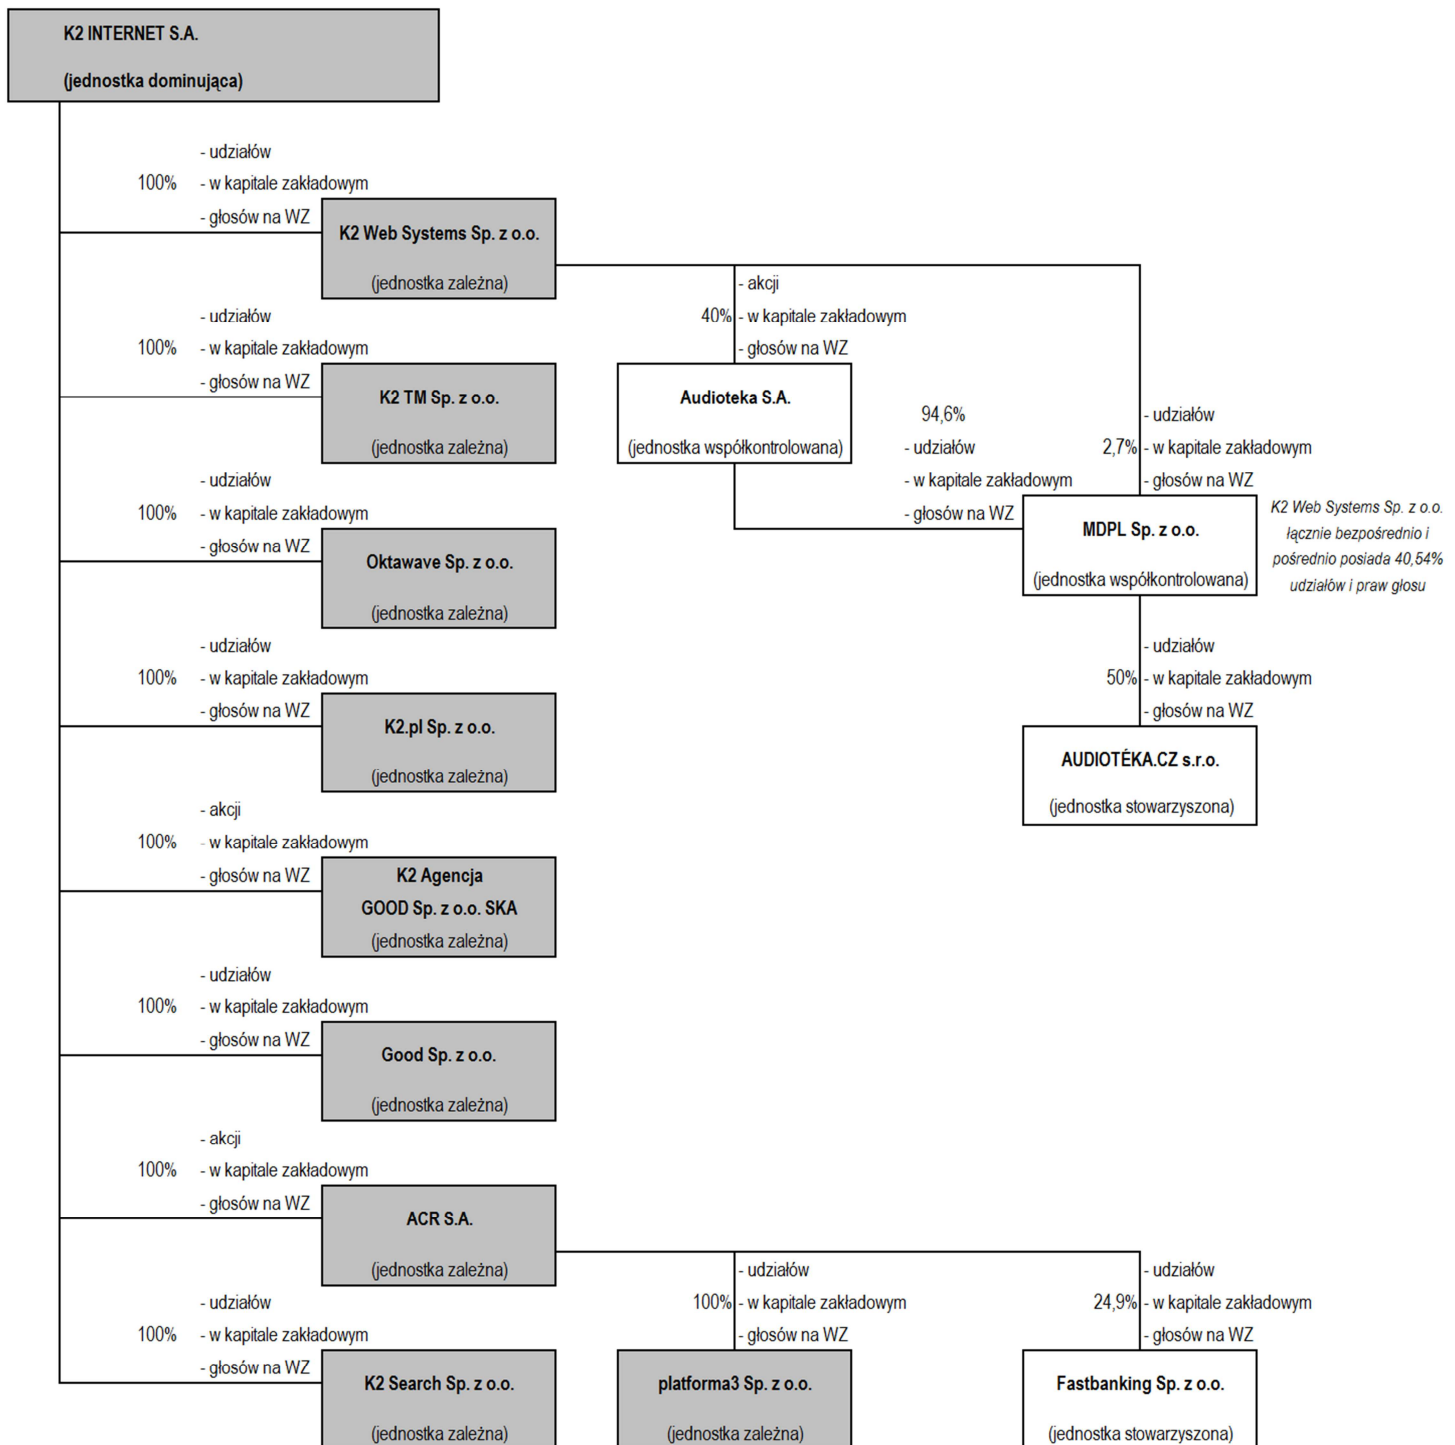 K2 INTERNET S.A.
(jednostka dominująca)
- udziałów
100% - w kapitale zakładowym
- głosów na WZ
K2 Web Systems Sp. z o.o.
(jednostka zależna)
- akcji
40% - w kapitale zakładowym
- głosów na WZ
- udziałów
100% - w kapitale zakładowym
- głosów na WZ
K2 TM Sp. z o.o.
(jednostka zależna)
Audioteka S.A.
(jednostka współkontrolowana)
94,6%
- udziałów
- w kapitale zakładowym
- głosów na WZ
- udziałów
2,7% - w kapitale zakładowym
- głosów na WZ
MDPL Sp. z o.o.
(jednostka współkontrolowana)
K2 Web Systems Sp. z o.o.
łącznie bezpośrednio i
pośrednio posiada 40,54%
udziałów i praw głosu
- udziałów
100% - w kapitale zakładowym
- głosów na WZ
Oktawave Sp. z o.o.
(jednostka zależna)
- udziałów
50% - w kapitale zakładowym
- głosów na WZ
AUDIOTÉKA.CZ s.r.o.
(jednostka stowarzyszona)
- udziałów
100% - w kapitale zakładowym
- głosów na WZ
K2.pl Sp. z o.o.
(jednostka zależna)
- akcji
100% - w kapitale zakładowym
- głosów na WZ
K2 Agencja
GOOD Sp. z o.o. SKA
(jednostka zależna)
- udziałów
100% - w kapitale zakładowym
- głosów na WZ
Good Sp. z o.o.
(jednostka zależna)
- akcji
100% - w kapitale zakładowym
- głosów na WZ
ACR S.A.
(jednostka zależna)
- udziałów
100% - w kapitale zakładowym
- głosów na WZ
K2 Search Sp. z o.o.
(jednostka zależna)
- udziałów
100% - w kapitale zakładowym
- głosów na WZ
platforma3 Sp. z o.o.
(jednostka zależna)
- udziałów
24,9% - w kapitale zakładowym
- głosów na WZ
Fastbanking Sp. z o.o.
(jednostka stowarzyszona)